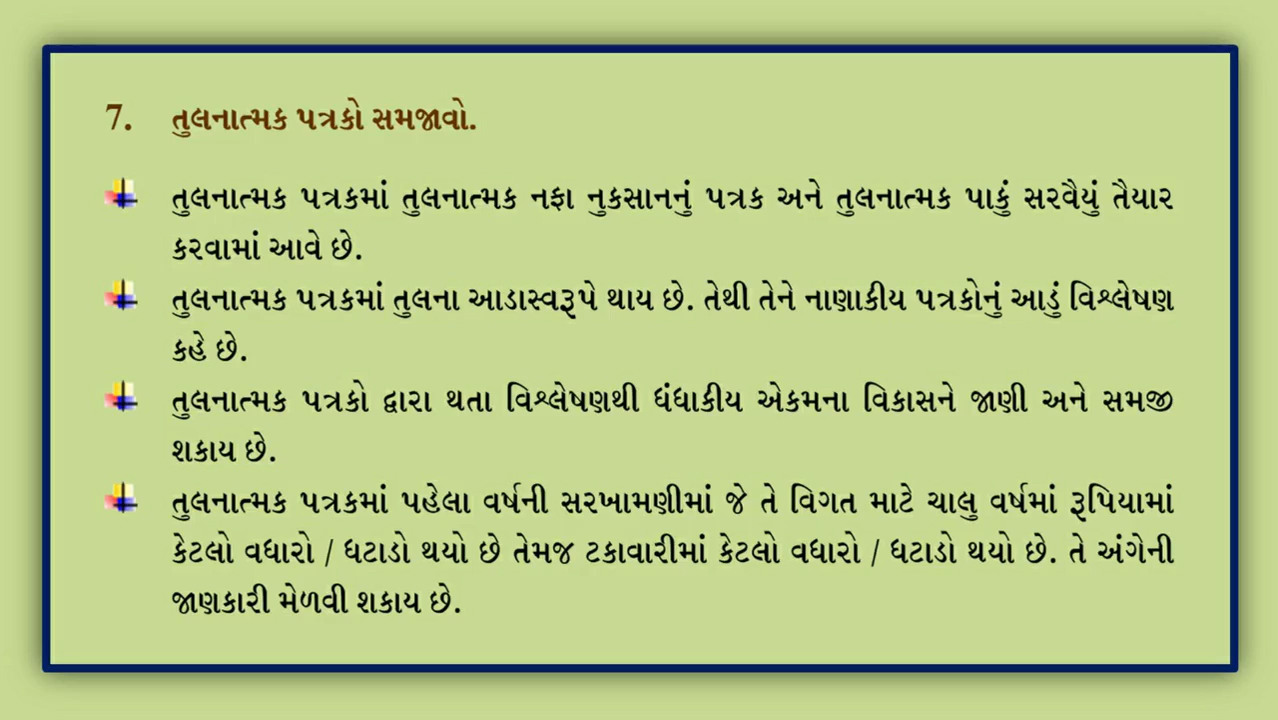 7. તુલનાત્મક પત્રકો સમજાવો.
તુલનાત્મક પત્રકમાં તુલનાત્મક નફા નુકસાનનું પત્રક અને તુલનાત્મક પાકું સરવૈયું તૈયાર
કરવામાં આવે છે.
તુલનાત્મક પત્રકમાં તુલના આડાસ્વરૂપે થાય છે. તેથી તેને નાણાકીય પત્રકોનું આડું વિશ્લેષણ
કહે છે.
તુલનાત્મક પત્રકો દ્વારા થતા વિશ્લેષણથી ધંધાકીય એકમના વિકાસને જાણી અને સમજી
શકાય છે.
તુલનાત્મક પત્રકમાં પહેલા વર્ષની સરખામણીમાં જે તે વિગત માટે ચાલુ વર્ષમાં રૂપિયામાં
કેટલો વધારો / ઘટાડો થયો છે તેમજ ટકાવારીમાં કેટલો વધારો / ઘટાડો થયો છે. તે અંગેની
જાણકારી મેળવી શકાય છે.